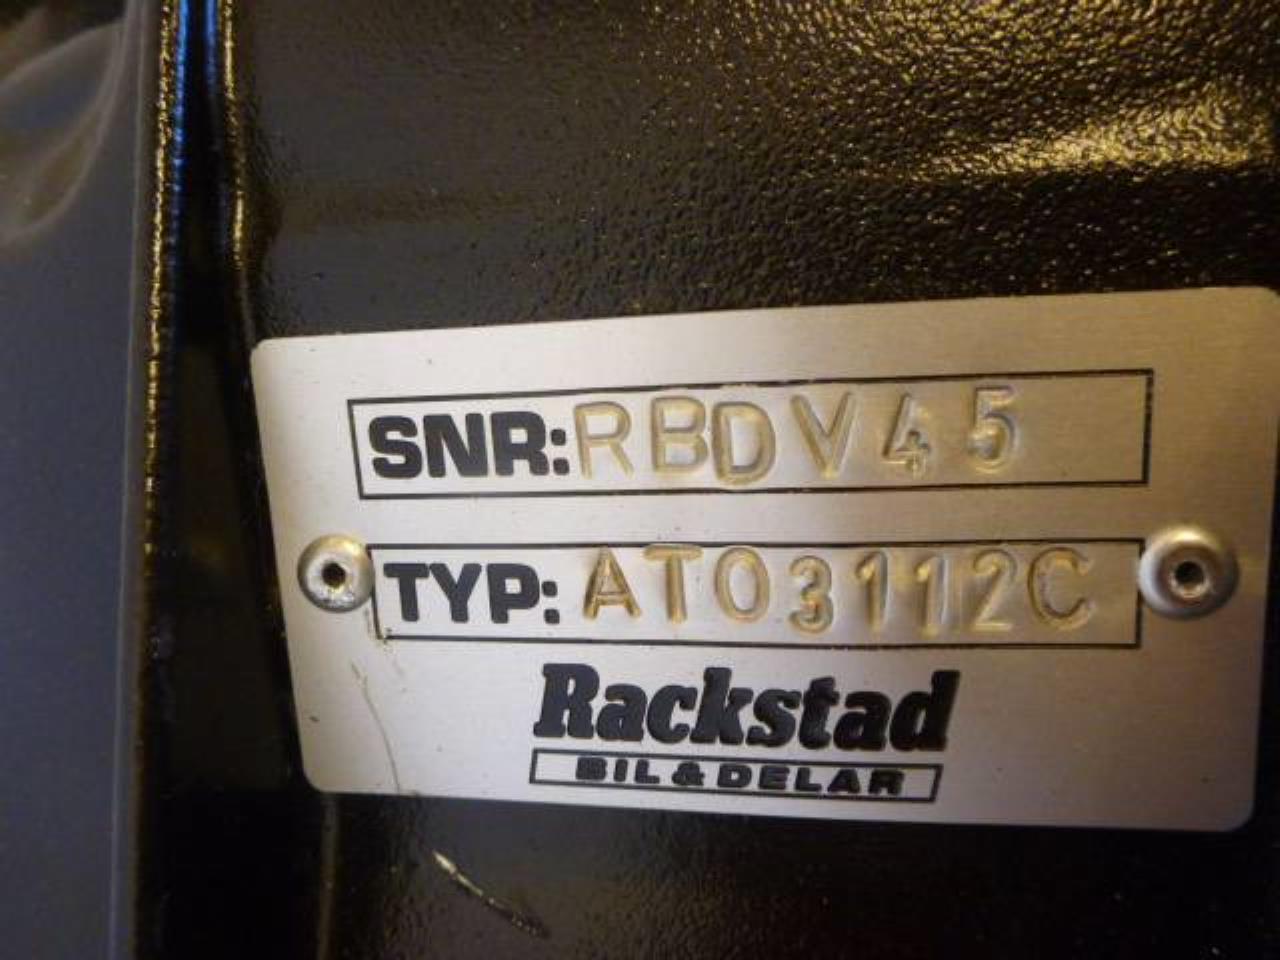 SNR: RBDV45
TYP: AT03112C
Rackstad
BIL & DELAR